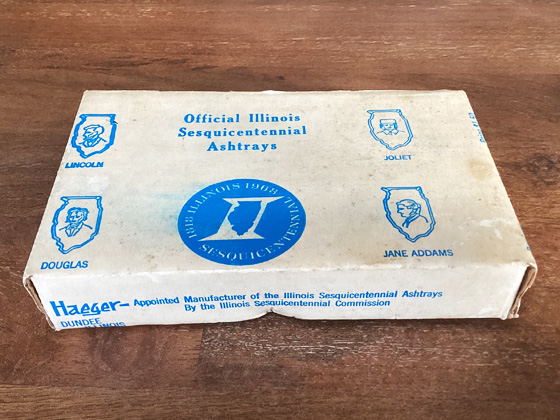 Official Illinois
Sesquicentennial
Ashtrays
LINCOLN
JOLIET
1818 ILLINOIS 1968
SESQUICENTENNIAL
DOUGLAS
JANE ADDAMS
Haeger-
Appointed Manufacturer of the Illinois Sesquicentennial Ashtrays
By the Illinois Sesquicentennial Commission
DUNDEE
ILLINOIS